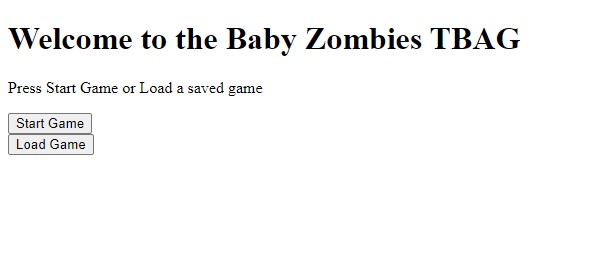 Welcome to the Baby Zombies TBAG
Press Start Game or Load a saved game
Start Game
Load Game